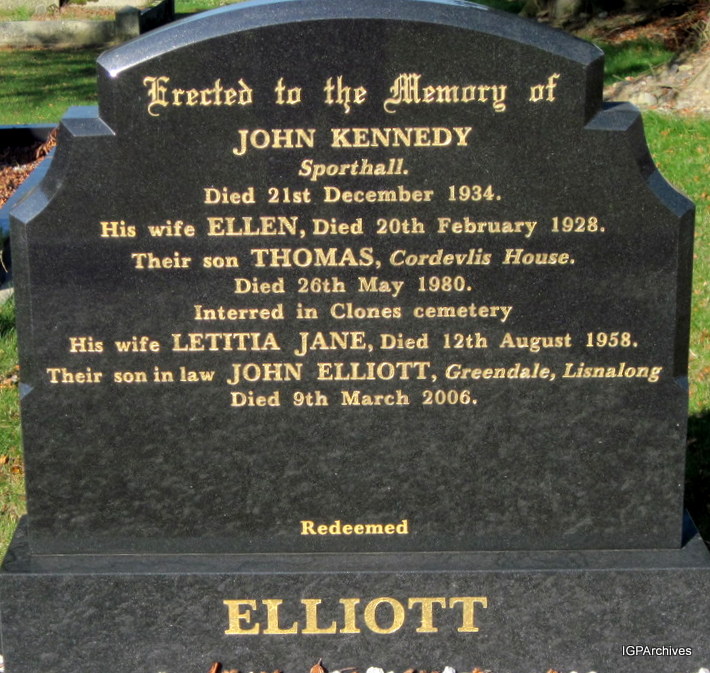 Erected to the Memory of
JOHN KENNEDY
Sporthall.
Died 21st December 1934.
His wife ELLEN, Died 20th February 1928.
Their son THOMAS, Cordevlis House.
Died 26th May 1980.
Interred in Clones cemetery
His wife LETITIA JANE, Died 12th August 1958.
Their son in law JOHN ELLIOTT, Greendale, Lisnalong
Died 9th March 2006.
Redeemed
ELLIOTT
IGPArchives